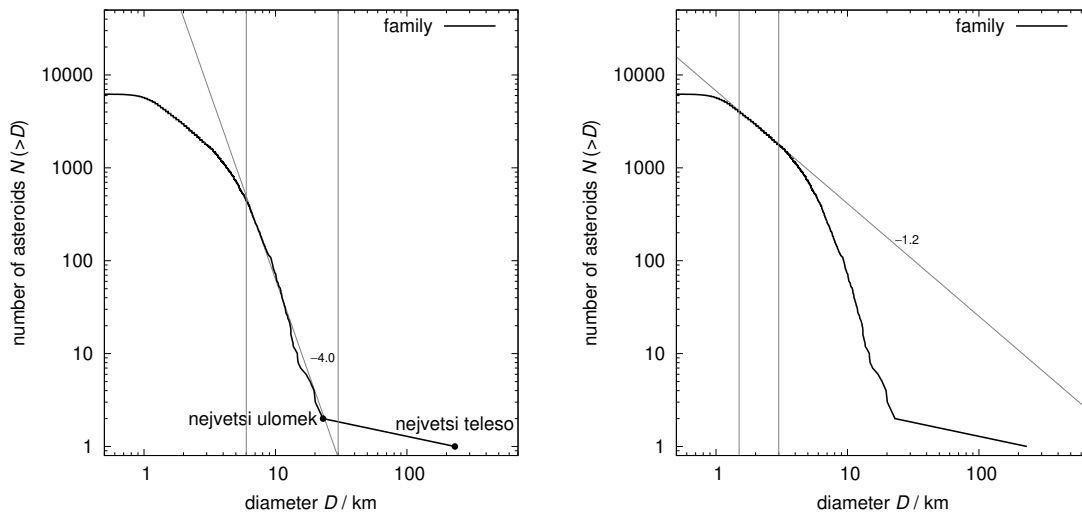 family
10000
1000
100
10
1
number of asteroids N (>D)
−4.0
nejvetsi ulomek
nejvetsi teleso
1
10
100
diameter D / km
family
10000
1000
100
10
1
number of asteroids N (>D)
−1.2
1
10
100
diameter D / km